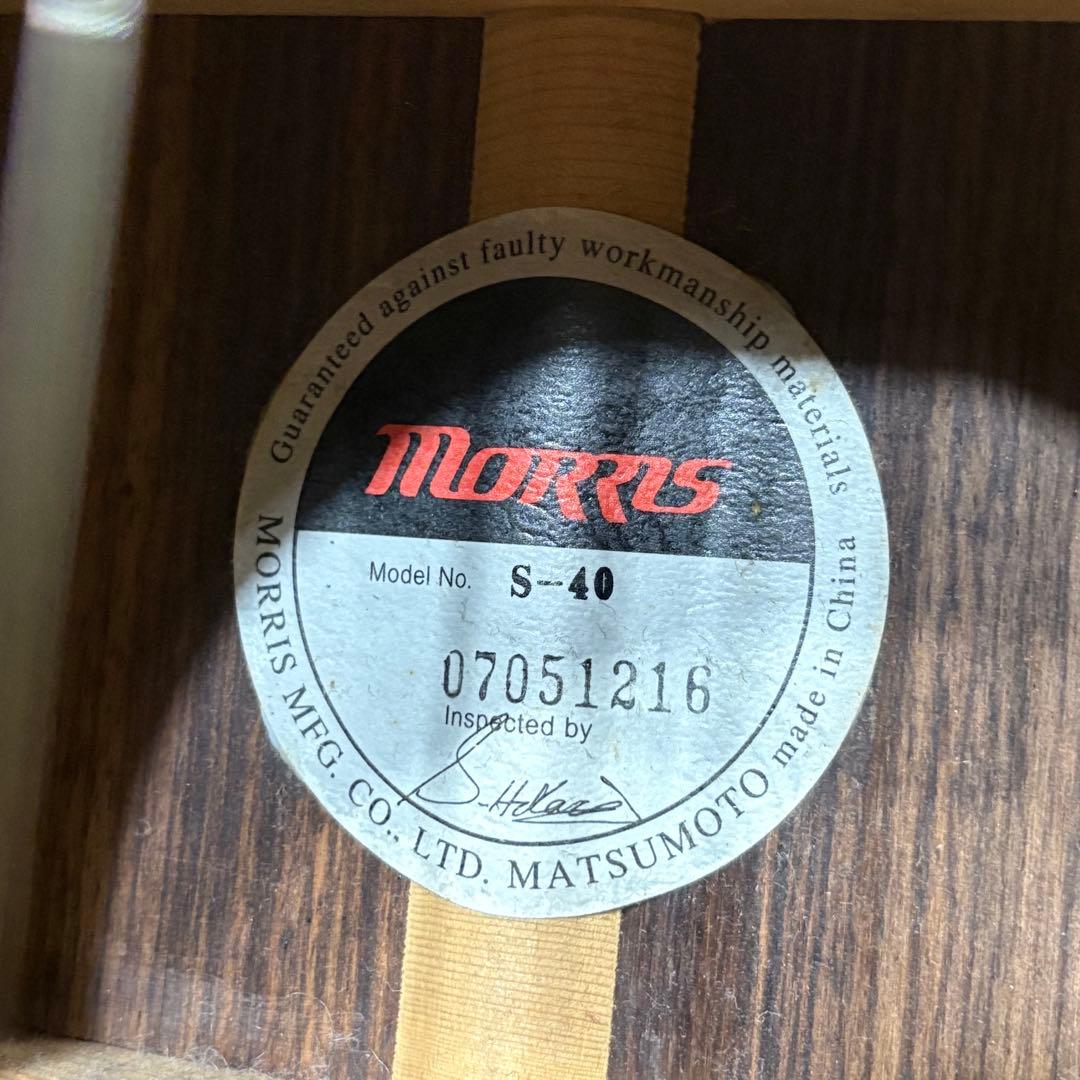 Guaranteed against faulty workmanship materials
MORRIS
Model No. S-40
07051216
Inspected by
MORRIS MFG. CO., LTD. MATSUMOTO made in China